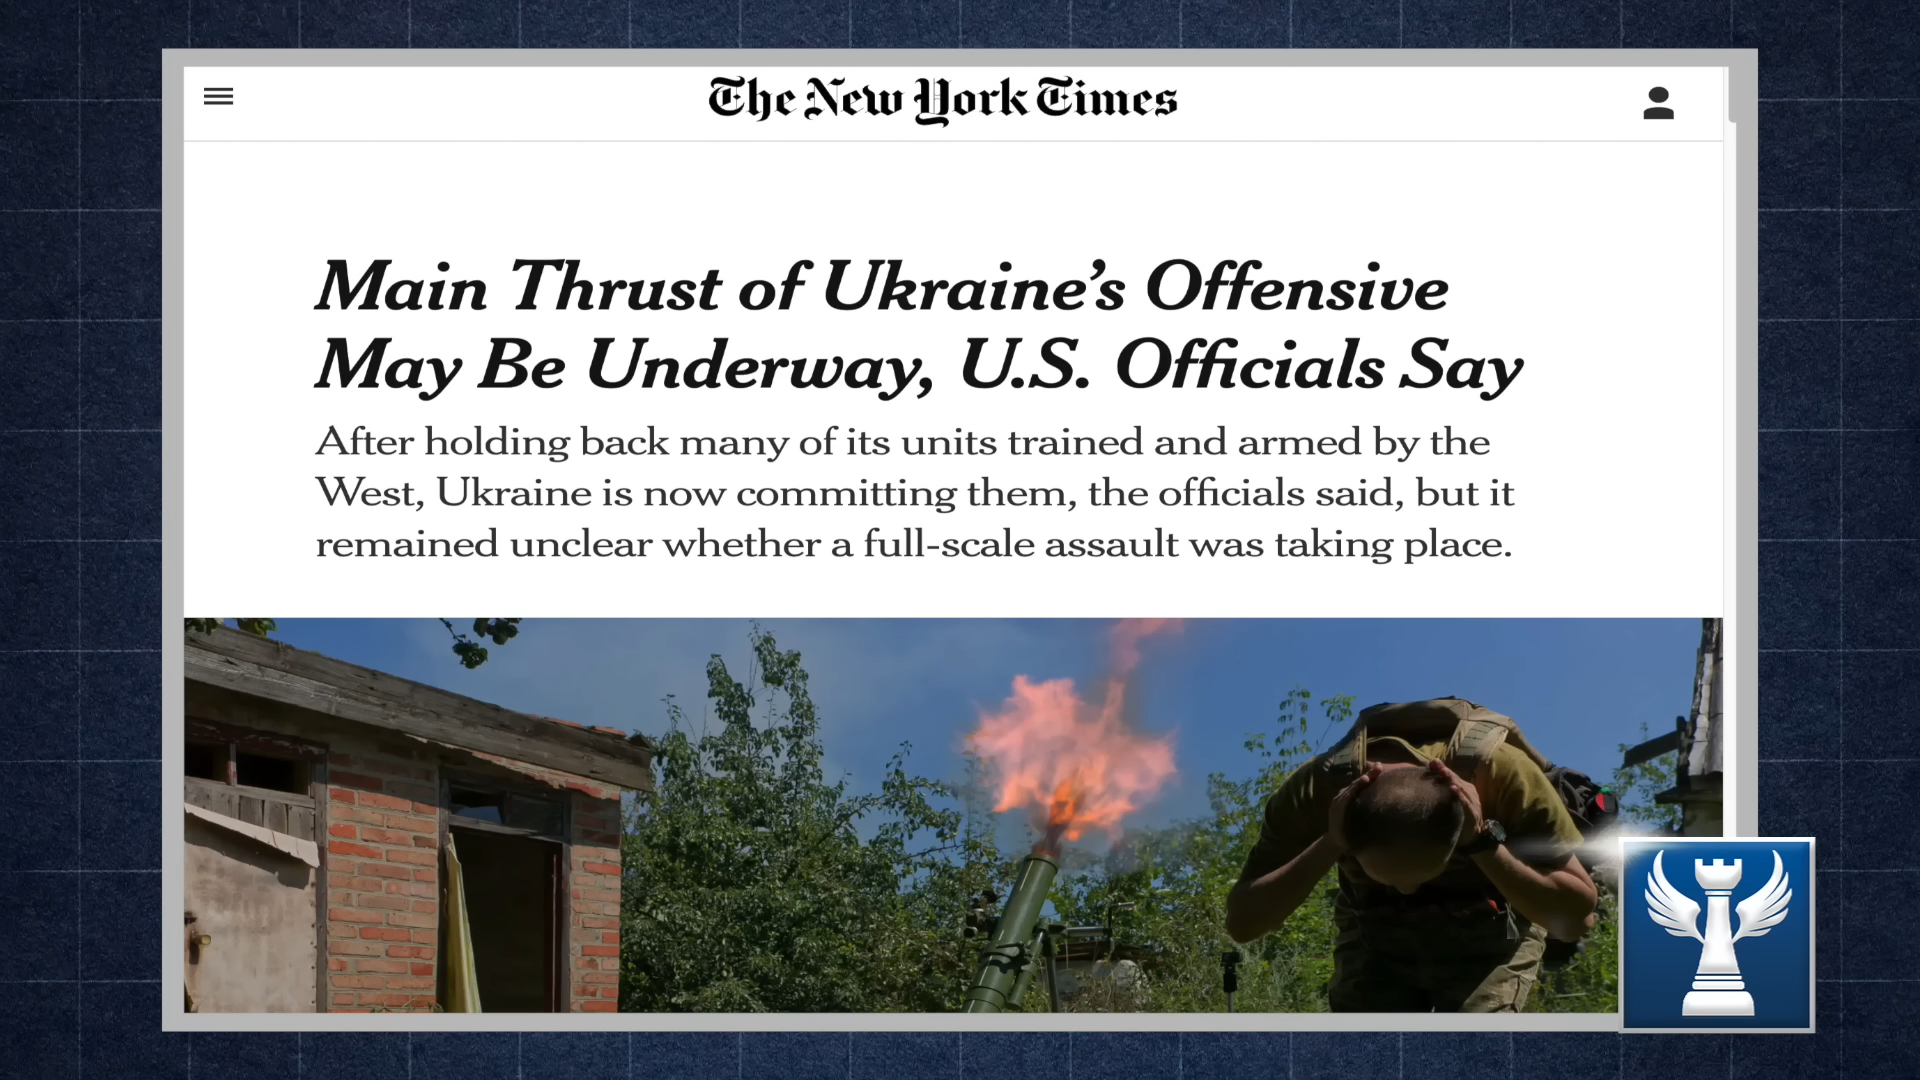 The New York Times
Main Thrust of Ukraine’s Offensive
May Be Underway, U.S. Officials Say
After holding back many of its units trained and armed by the
West, Ukraine is now committing them, the officials said, but it
remained unclear whether a full-scale assault was taking place.